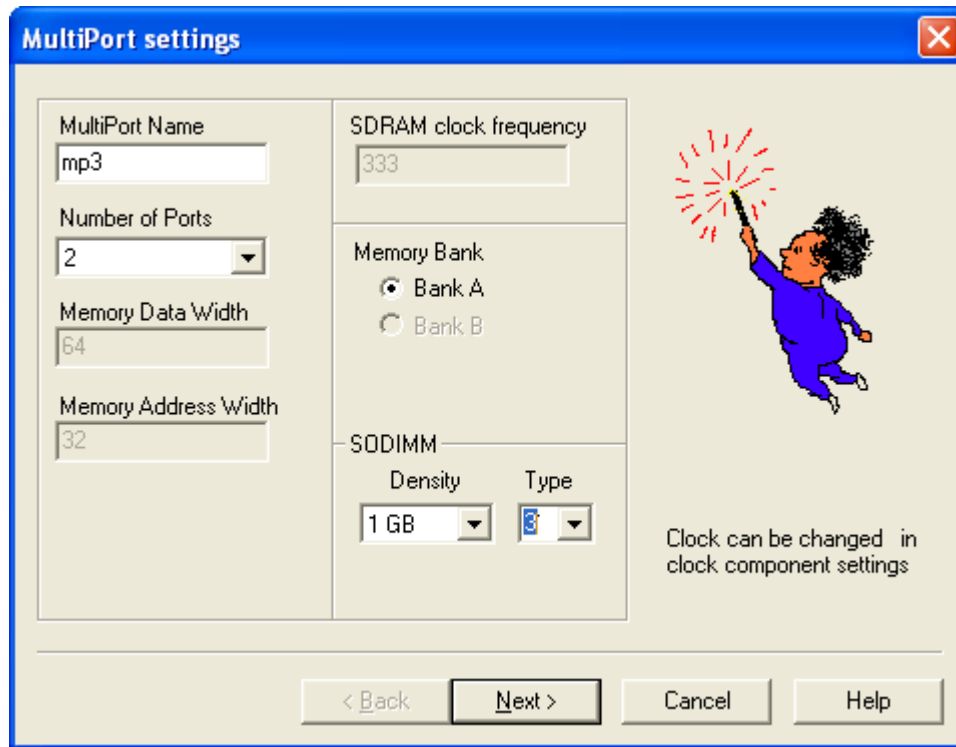 MultiPort settings
MultiPort Name
mp3
Number of Ports
2
Memory Data Width
64
Memory Address Width
32
SDRAM clock frequency
333
Memory Bank
Bank A
Bank B
SODIMM
Density Type
1 GB 3
Clock can be changed in
clock component settings
< Back Next > Cancel Help